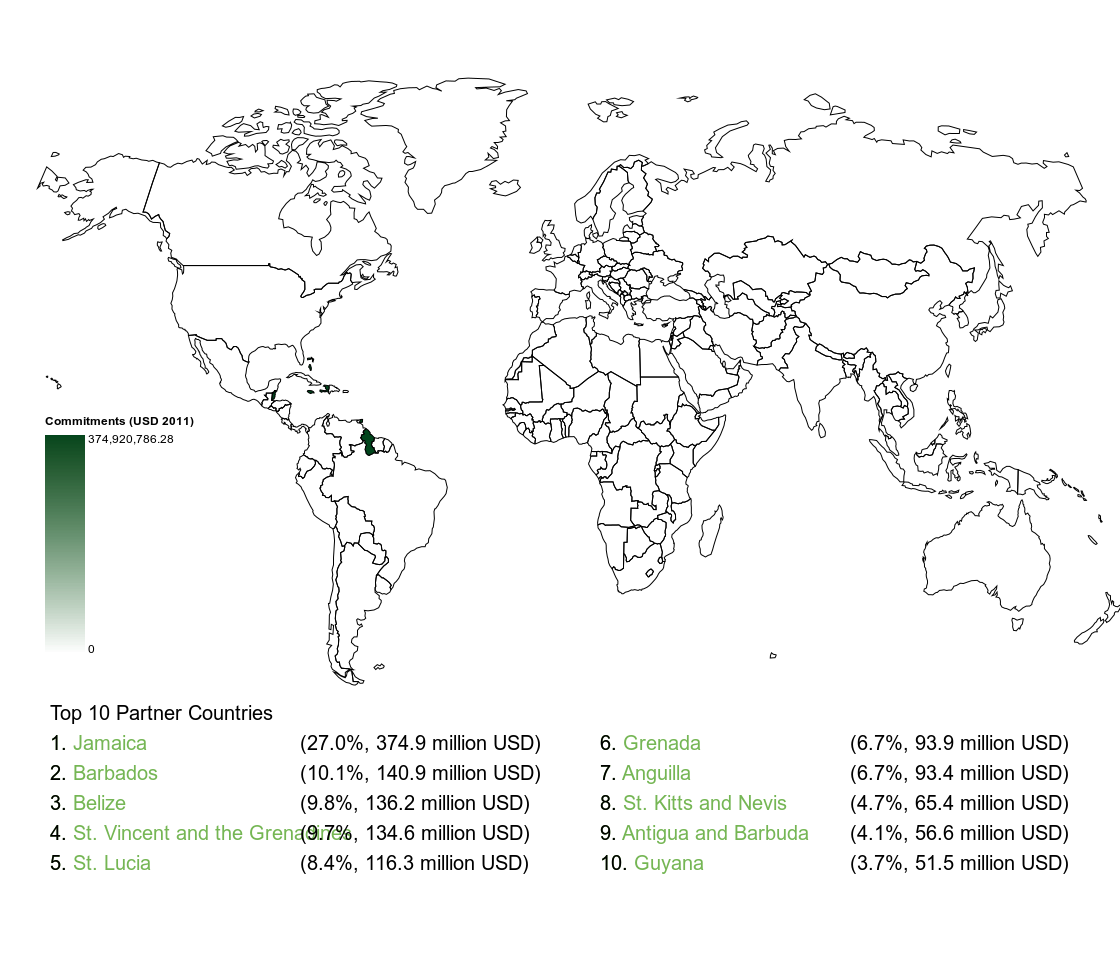 Commitments (USD 2011)
374,920,786.28
0
Top 10 Partner Countries
1. Jamaica (27.0%, 374.9 million USD)
2. Barbados (10.1%, 140.9 million USD)
3. Belize (9.8%, 136.2 million USD)
4. St. Vincent and the Grenadines (9.7%, 134.6 million USD)
5. St. Lucia (8.4%, 116.3 million USD)
6. Grenada (6.7%, 93.9 million USD)
7. Anguilla (6.7%, 93.4 million USD)
8. St. Kitts and Nevis (4.7%, 65.4 million USD)
9. Antigua and Barbuda (4.1%, 56.6 million USD)
10. Guyana (3.7%, 51.5 million USD)